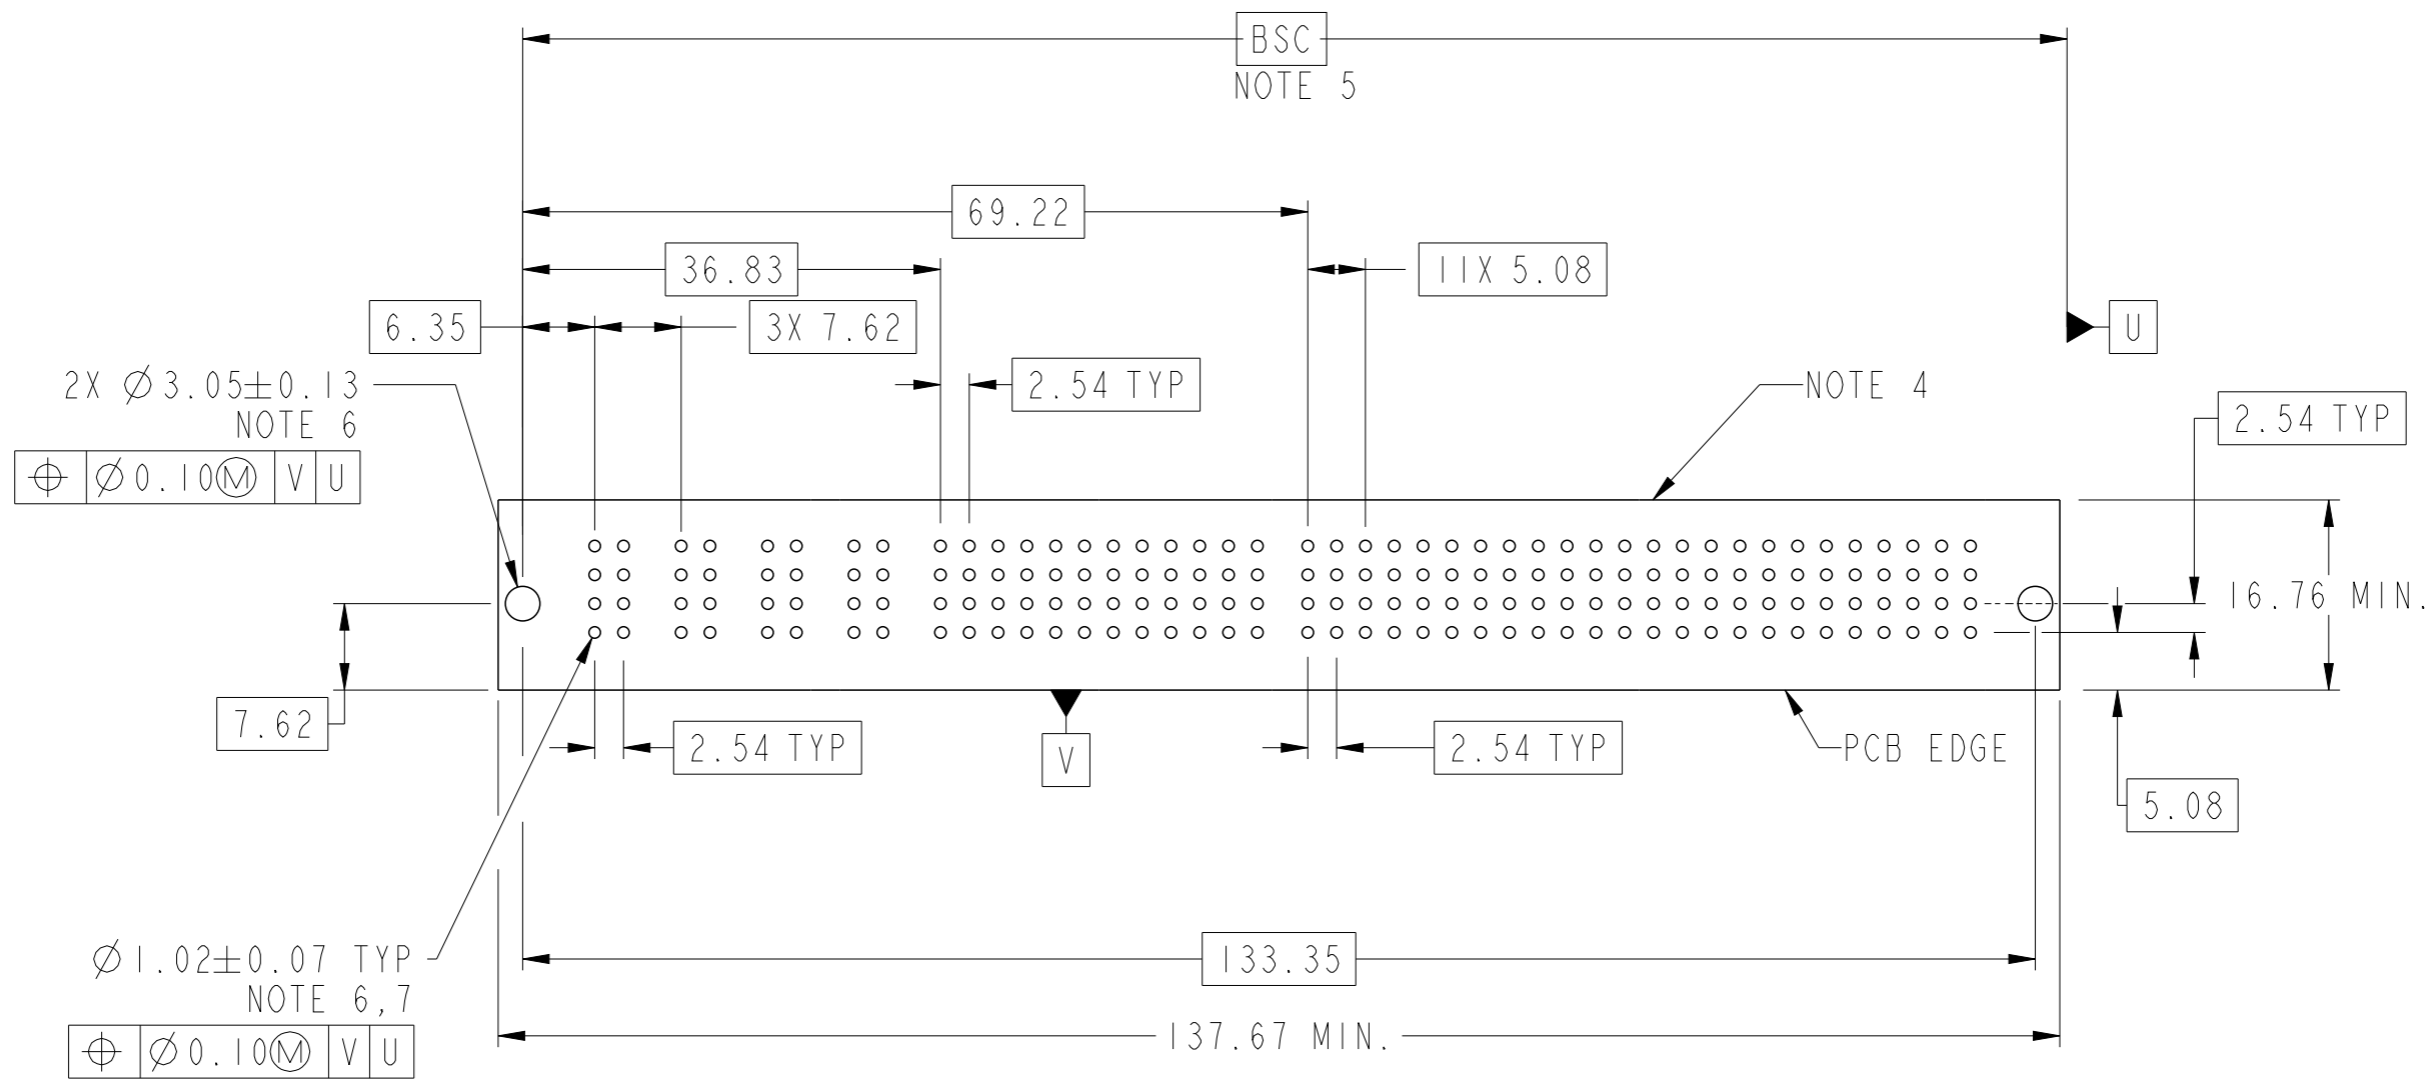 BSC
NOTE 5
69.22
36.83
11X 5.08
6.35
3X 7.62
U
2X Ø3.05±0.13
NOTE 6
⌖ Ø0.10Ⓜ V U
2.54 TYP
NOTE 4
2.54 TYP
16.76 MIN.
7.62
2.54 TYP
V
2.54 TYP
PCB EDGE
5.08
Ø1.02±0.07 TYP
NOTE 6,7
⌖ Ø0.10Ⓜ V U
133.35
137.67 MIN.